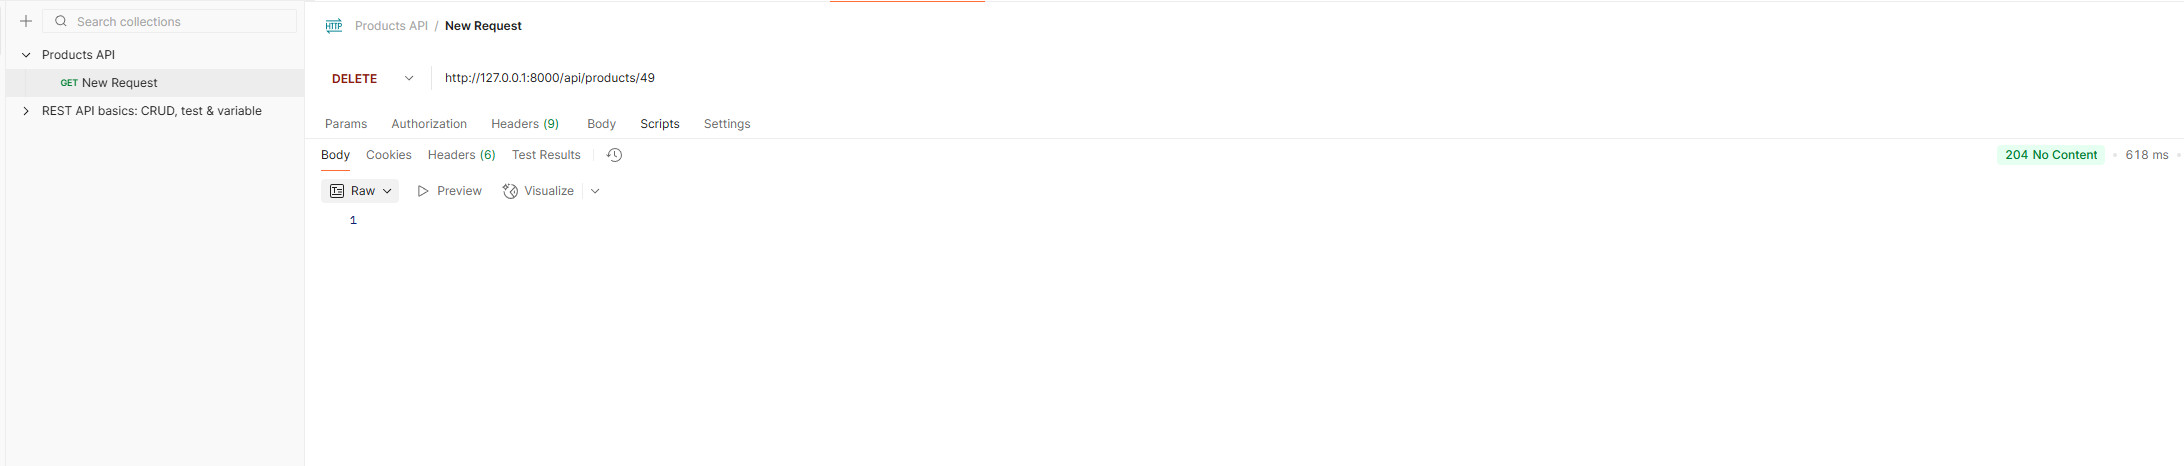 Search collections
Products API
GET New Request
REST API basics: CRUD, test & variable
HTTP Products API / New Request
DELETE http://127.0.0.1:8000/api/products/49
Params Authorization Headers (9) Body Scripts Settings
Body Cookies Headers (6) Test Results 204 No Content • 618 ms •
Raw Preview Visualize
1